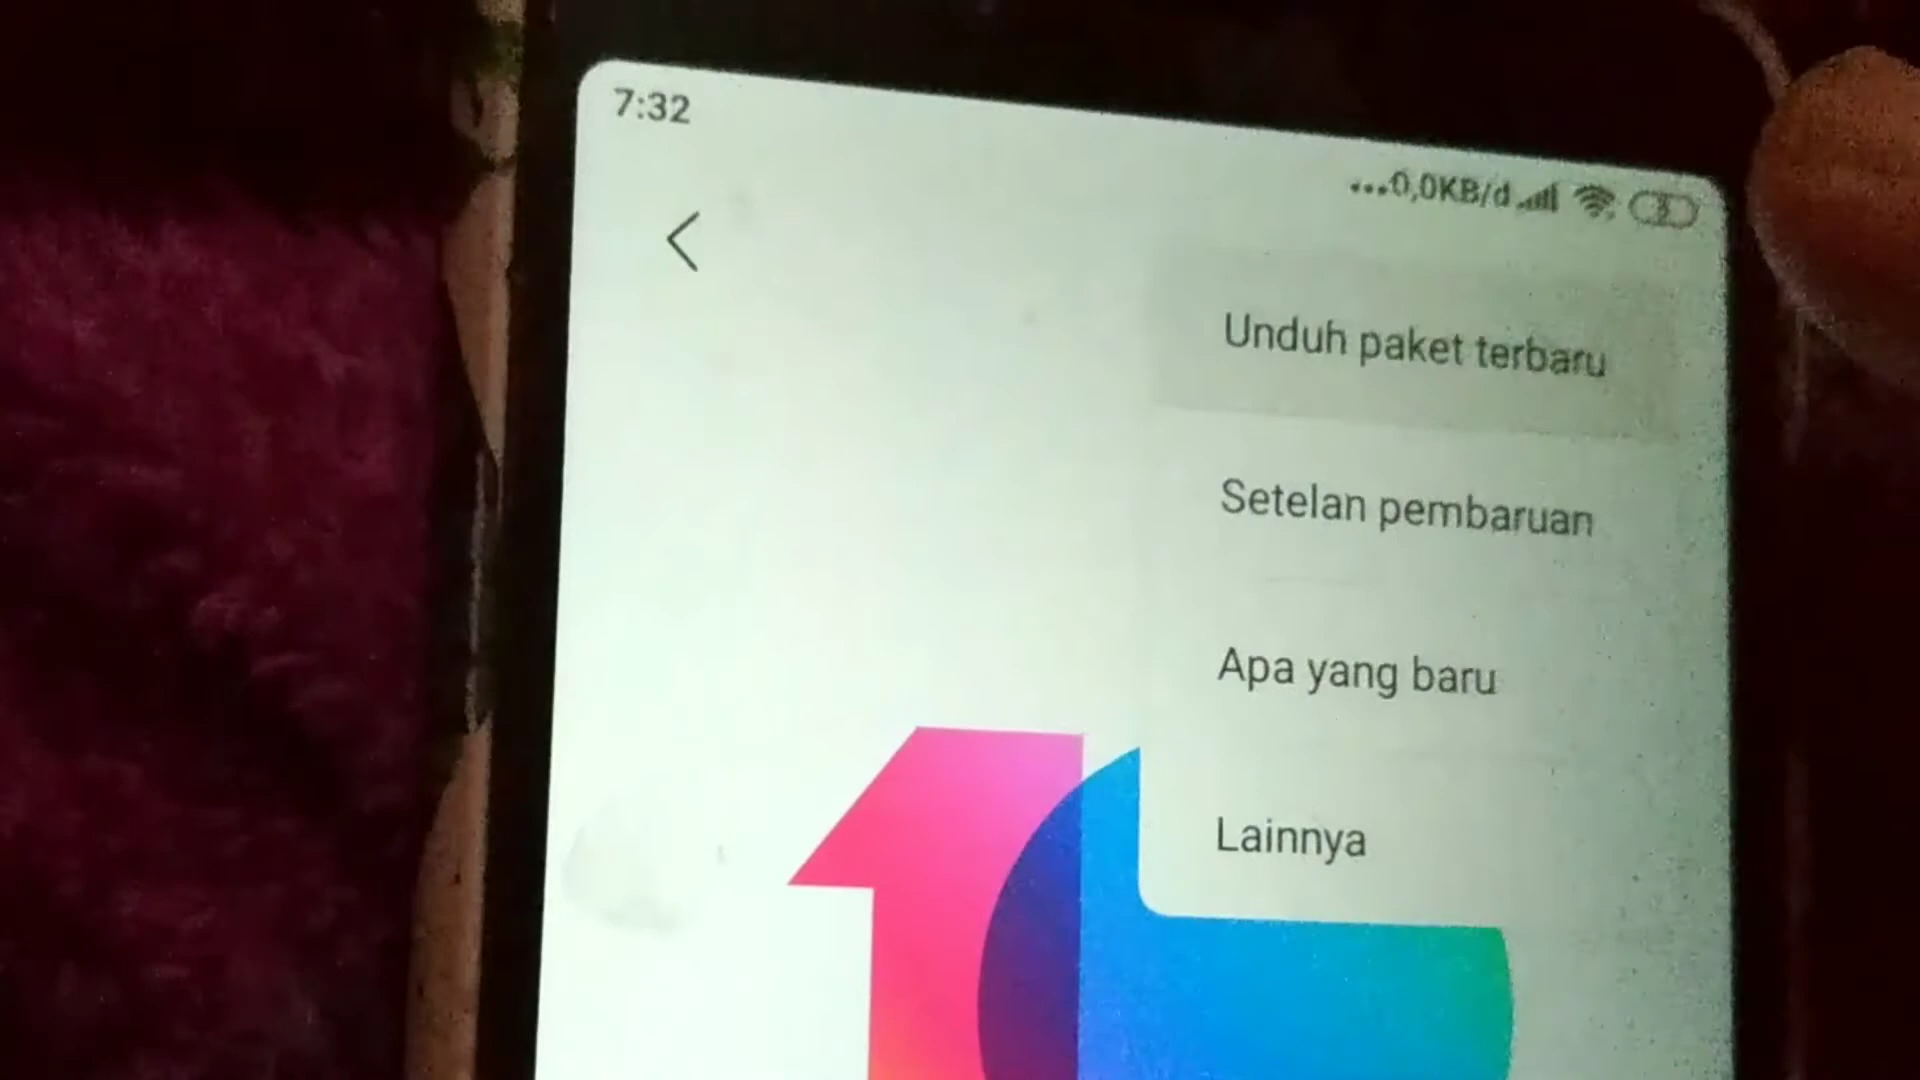 7:32
...0,0KB/d
Unduh paket terbaru
Setelan pembaruan
Apa yang baru
Lainnya